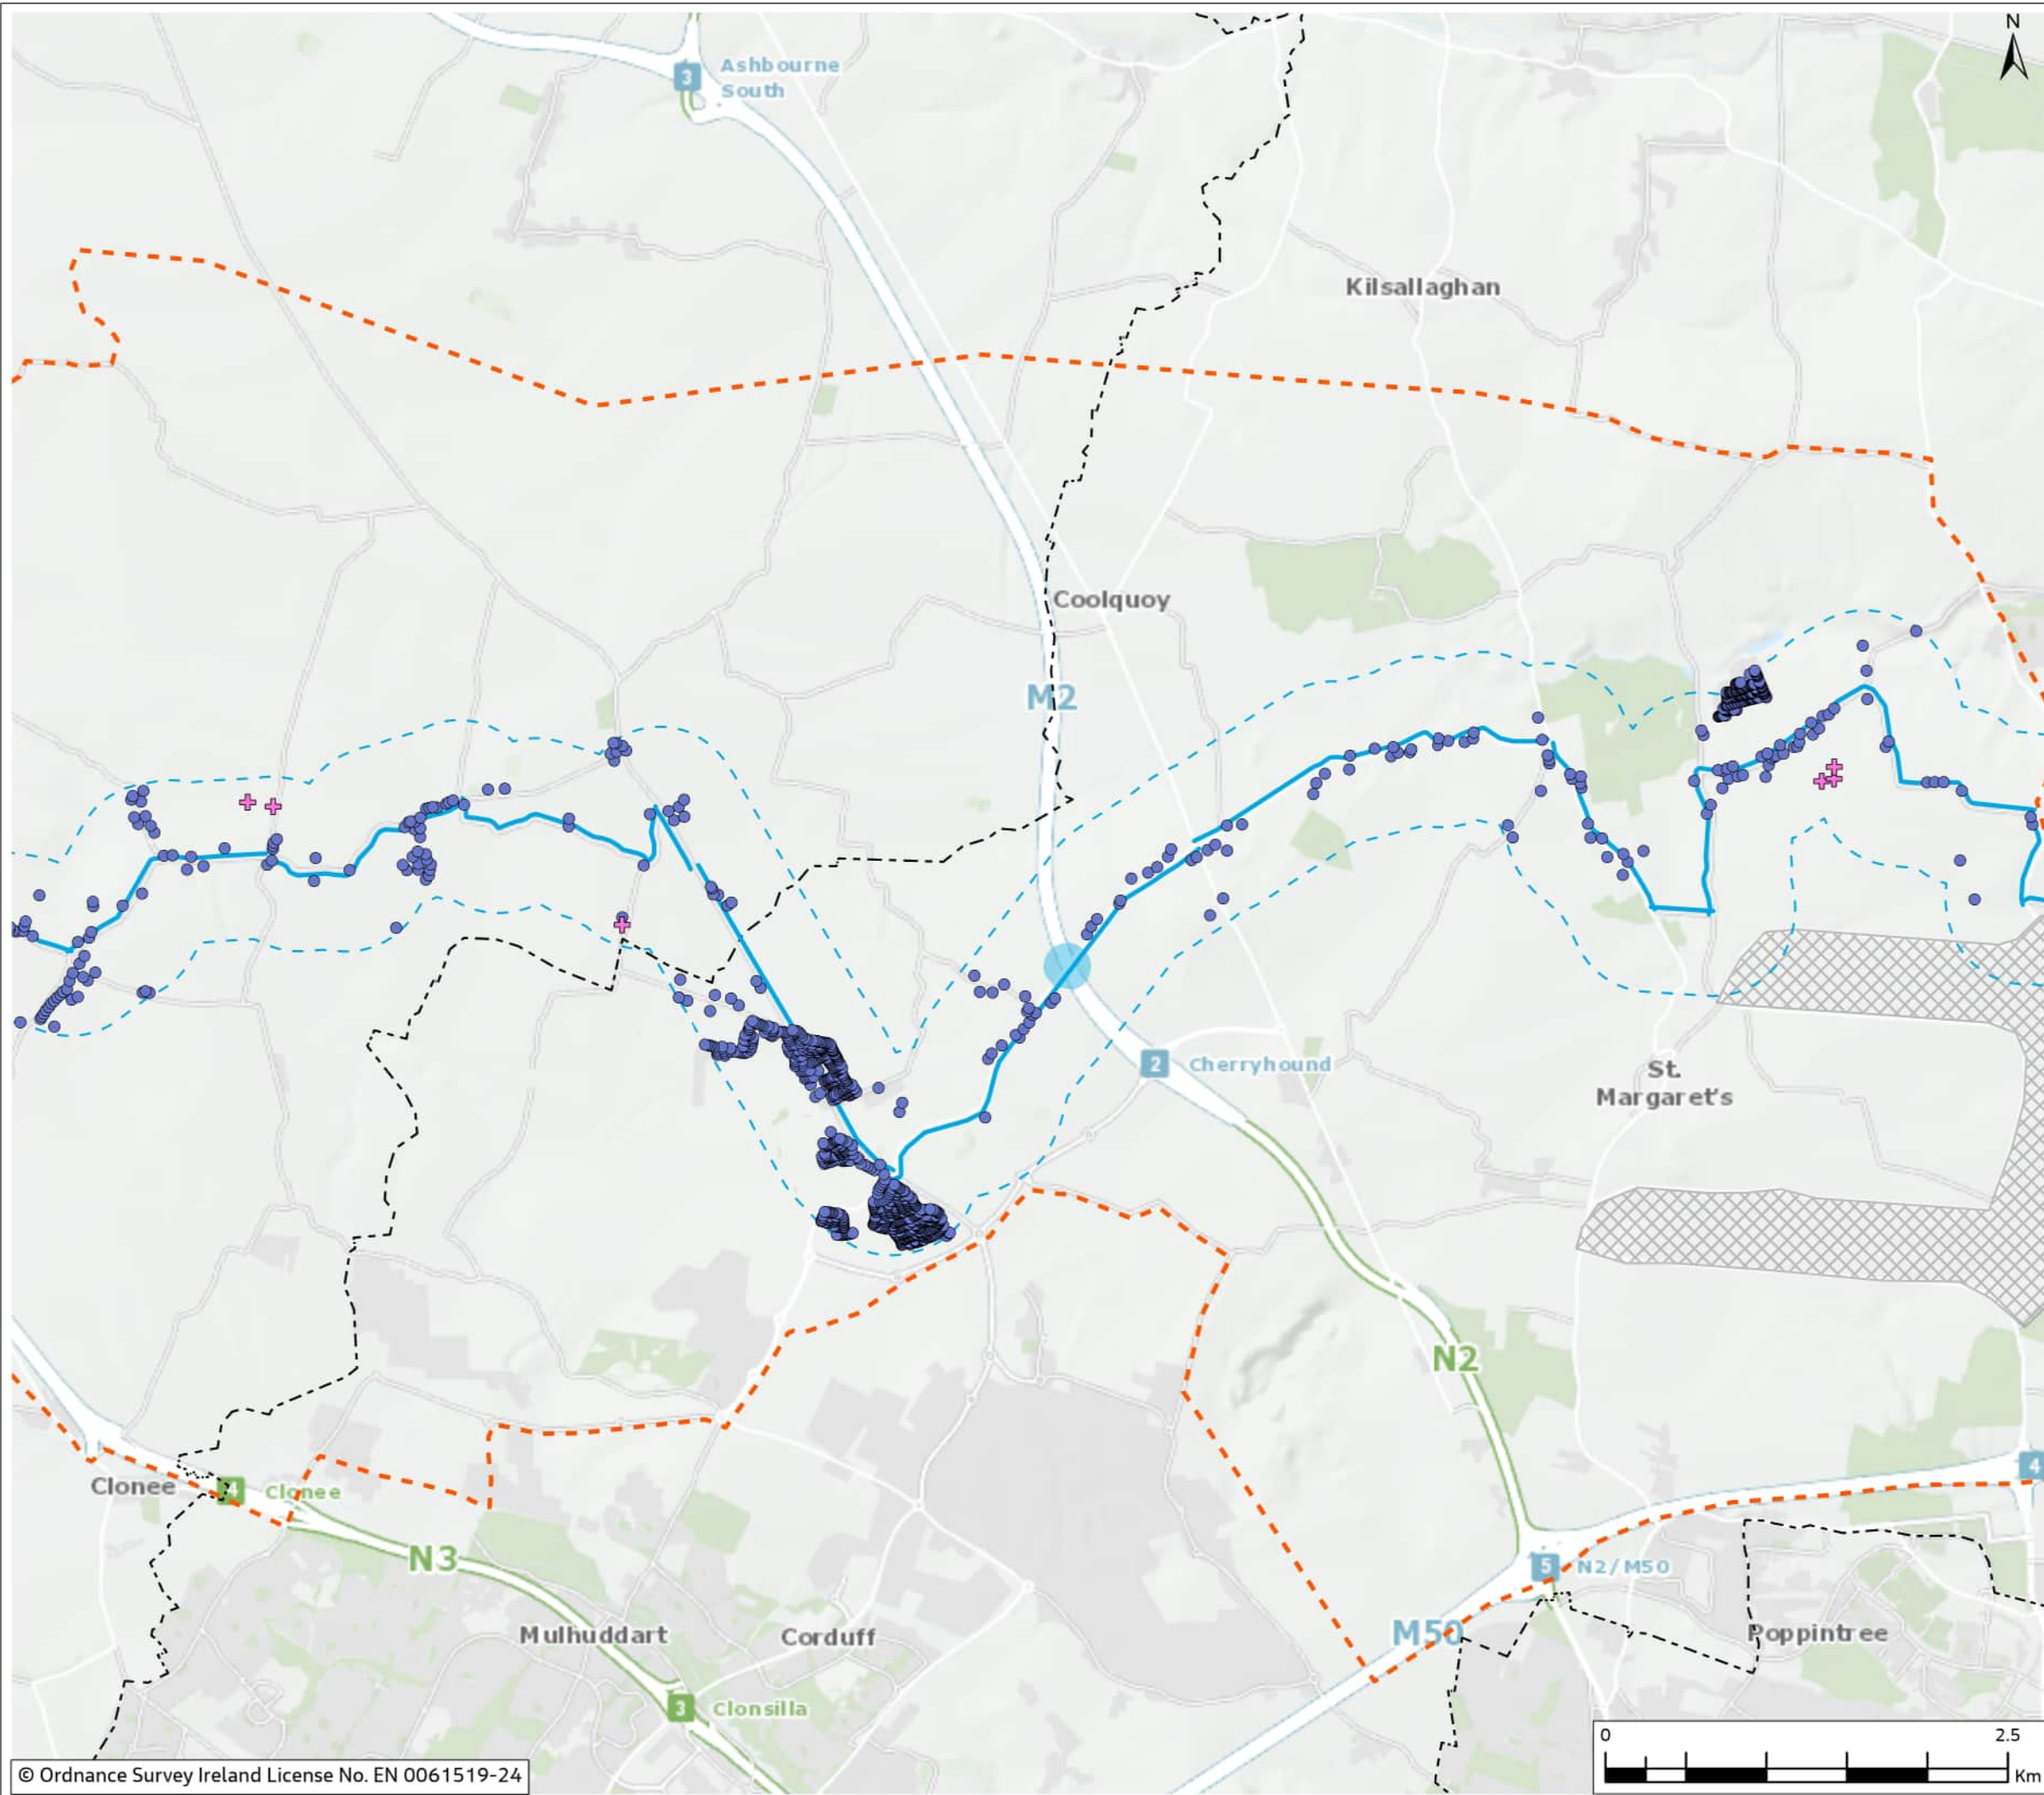 N
3
Ashbourne
South
Kilsallaghan
Coolquoy
M2
2
Cherryhound
St.
Margaret's
N2
4
Clonee
4
Clonee
N3
5
N2/M50
M50
Mulhuddart
Corduff
Poppintree
3
Clonsilla
0
2.5
Km
© Ordnance Survey Ireland License No. EN 0061519-24